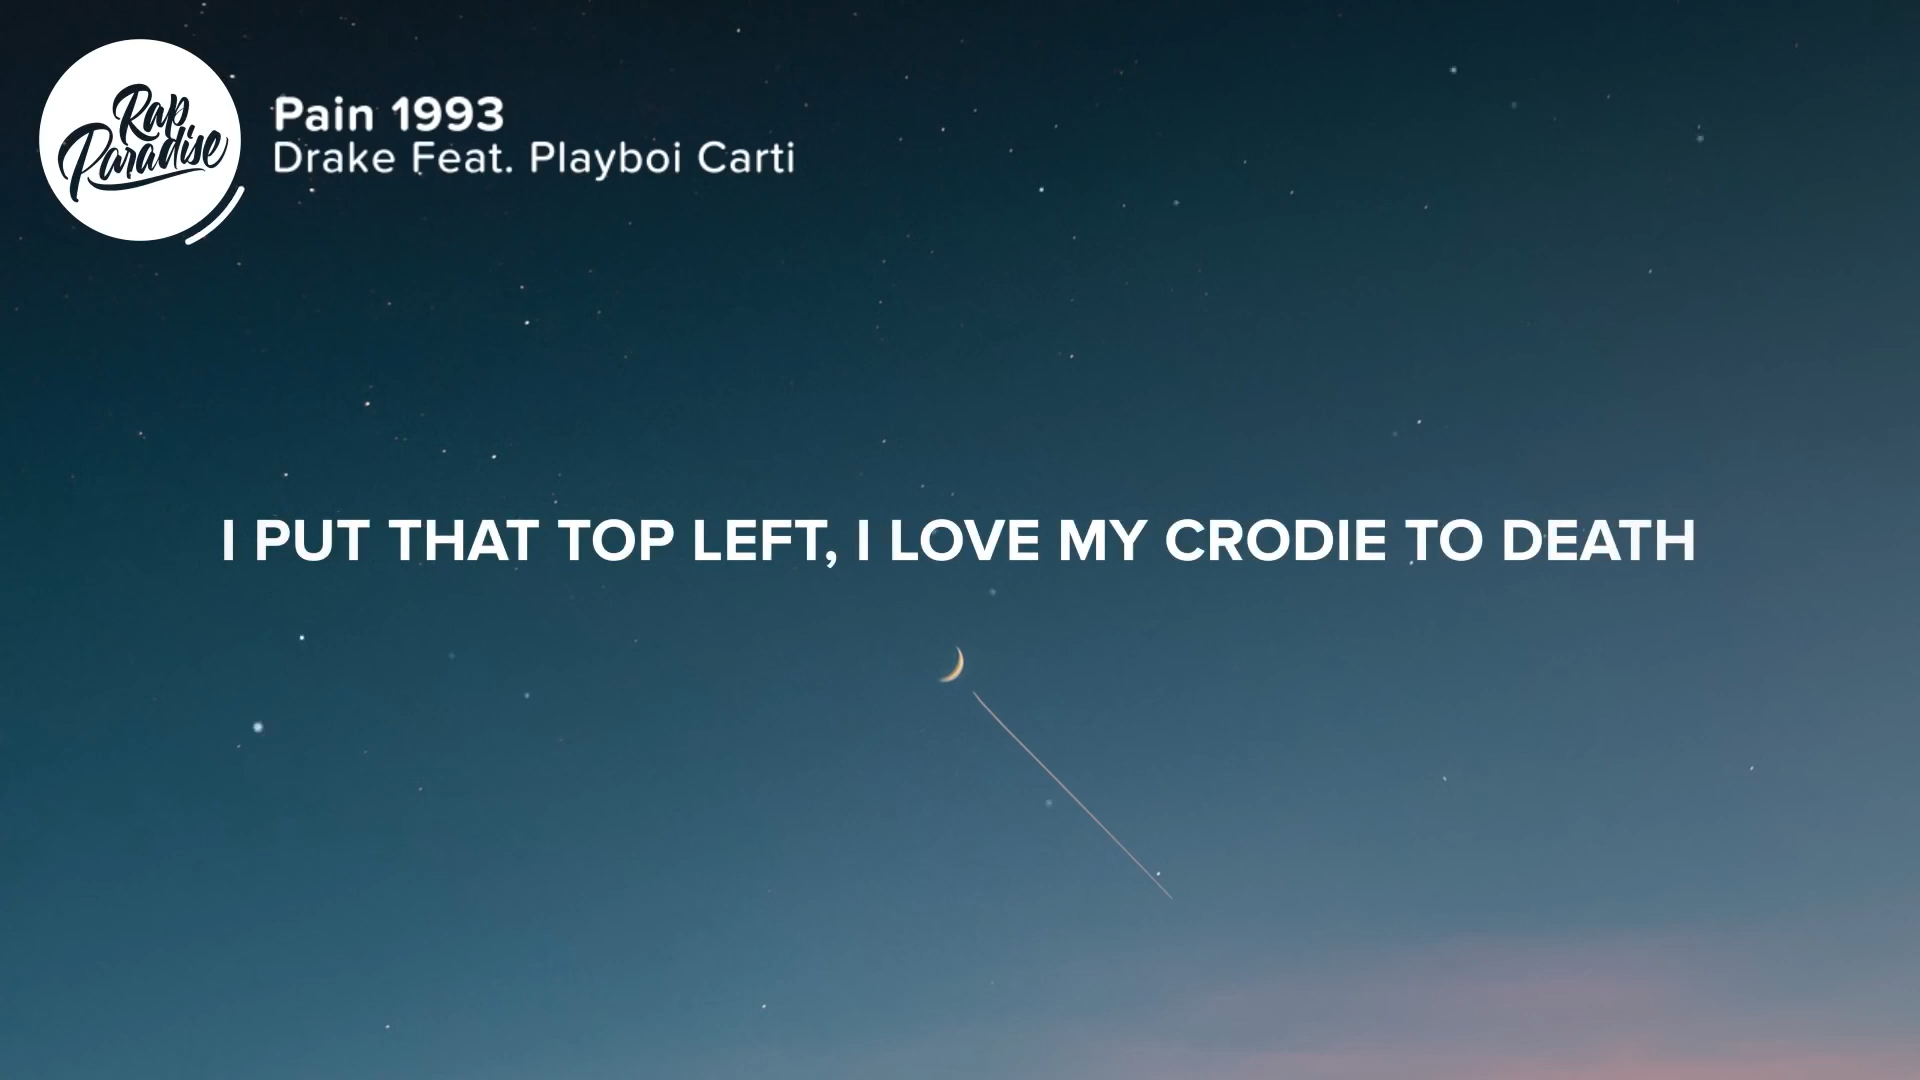 Rap
Paradise
Pain 1993
Drake Feat. Playboi Carti
I PUT THAT TOP LEFT, I LOVE MY CRODIE TO DEATH